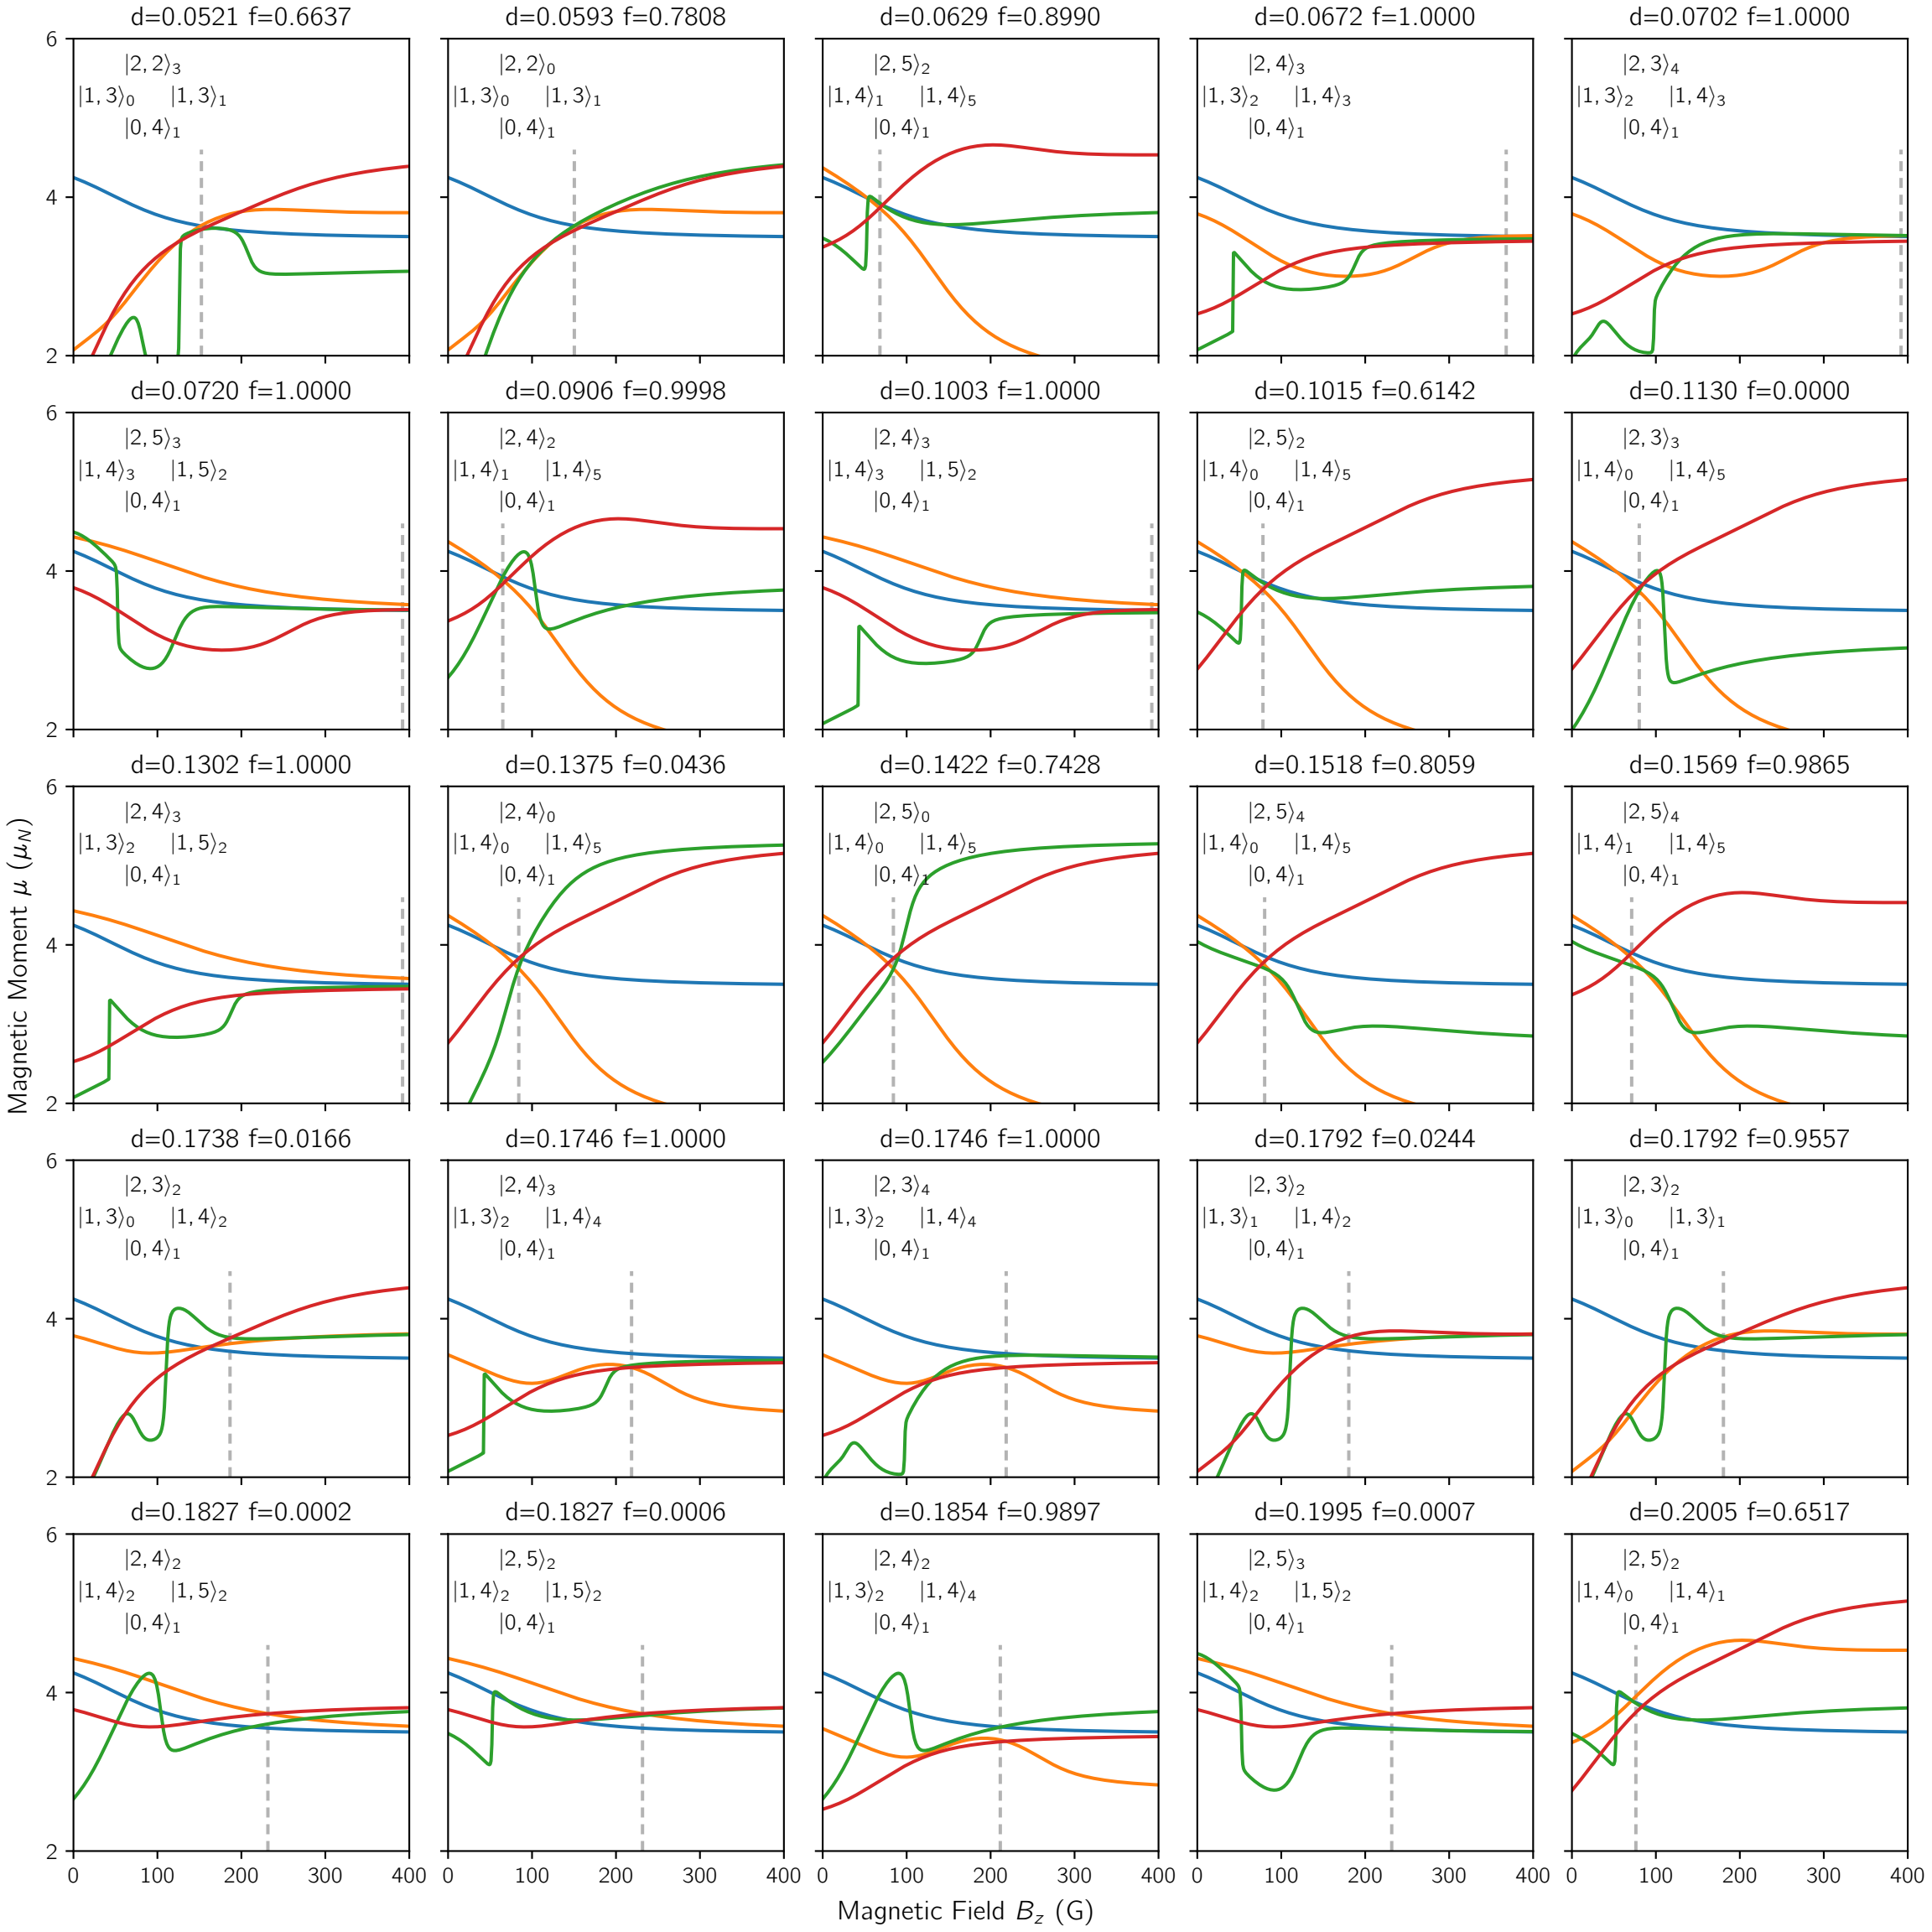 d=0.0521 f=0.6637 d=0.0593 f=0.7808 d=0.0629 f=0.8990 d=0.0672 f=1.0000 d=0.0702 f=1.0000
6
|2, 2⟩₃ |2, 2⟩₀ |2, 5⟩₂ |2, 4⟩₃ |2, 3⟩₄
|1, 3⟩₀ |1, 3⟩₁ |1, 3⟩₀ |1, 3⟩₁ |1, 4⟩₁ |1, 4⟩₅ |1, 3⟩₂ |1, 4⟩₃ |1, 3⟩₂ |1, 4⟩₃
|0, 4⟩₁ |0, 4⟩₁ |0, 4⟩₁ |0, 4⟩₁ |0, 4⟩₁
4
2
d=0.0720 f=1.0000 d=0.0906 f=0.9998 d=0.1003 f=1.0000 d=0.1015 f=0.6142 d=0.1130 f=0.0000
6
|2, 5⟩₃ |2, 4⟩₂ |2, 4⟩₃ |2, 5⟩₂ |2, 3⟩₃
|1, 4⟩₃ |1, 5⟩₂ |1, 4⟩₁ |1, 4⟩₅ |1, 4⟩₃ |1, 5⟩₂ |1, 4⟩₀ |1, 4⟩₅ |1, 4⟩₀ |1, 4⟩₅
|0, 4⟩₁ |0, 4⟩₁ |0, 4⟩₁ |0, 4⟩₁ |0, 4⟩₁
4
2
d=0.1302 f=1.0000 d=0.1375 f=0.0436 d=0.1422 f=0.7428 d=0.1518 f=0.8059 d=0.1569 f=0.9865
6
|2, 4⟩₃ |2, 4⟩₀ |2, 5⟩₀ |2, 5⟩₄ |2, 5⟩₄
|1, 3⟩₂ |1, 5⟩₂ |1, 4⟩₀ |1, 4⟩₅ |1, 4⟩₀ |1, 4⟩₅ |1, 4⟩₀ |1, 4⟩₅ |1, 4⟩₁ |1, 4⟩₅
|0, 4⟩₁ |0, 4⟩₁ |0, 4⟩₁ |0, 4⟩₁ |0, 4⟩₁
4
2
Magnetic Moment μ (μ_N)
d=0.1738 f=0.0166 d=0.1746 f=1.0000 d=0.1746 f=1.0000 d=0.1792 f=0.0244 d=0.1792 f=0.9557
6
|2, 3⟩₂ |2, 4⟩₃ |2, 3⟩₄ |2, 3⟩₂ |2, 3⟩₂
|1, 3⟩₀ |1, 4⟩₂ |1, 3⟩₂ |1, 4⟩₄ |1, 3⟩₂ |1, 4⟩₄ |1, 3⟩₁ |1, 4⟩₂ |1, 3⟩₀ |1, 3⟩₁
|0, 4⟩₁ |0, 4⟩₁ |0, 4⟩₁ |0, 4⟩₁ |0, 4⟩₁
4
2
d=0.1827 f=0.0002 d=0.1827 f=0.0006 d=0.1854 f=0.9897 d=0.1995 f=0.0007 d=0.2005 f=0.6517
6
|2, 4⟩₂ |2, 5⟩₂ |2, 4⟩₂ |2, 5⟩₃ |2, 5⟩₂
|1, 4⟩₂ |1, 5⟩₂ |1, 4⟩₂ |1, 5⟩₂ |1, 3⟩₂ |1, 4⟩₄ |1, 4⟩₂ |1, 5⟩₂ |1, 4⟩₀ |1, 4⟩₁
|0, 4⟩₁ |0, 4⟩₁ |0, 4⟩₁ |0, 4⟩₁ |0, 4⟩₁
4
2
0 100 200 300 400 0 100 200 300 400 0 100 200 300 400 0 100 200 300 400 0 100 200 300 400
Magnetic Field B_z (G)